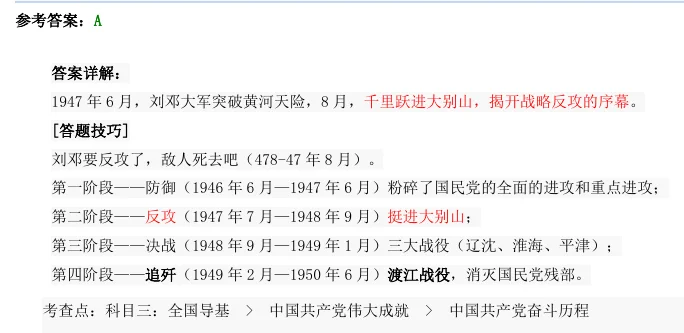 参考答案：A
答案详解：
1947 年 6 月，刘邓大军突破黄河天险，8 月，千里跃进大别山，揭开战略反攻的序幕。
[答题技巧]
刘邓要反攻了，敌人死去吧（478-47 年 8 月）。
第一阶段——防御（1946 年 6 月—1947 年 6 月）粉碎了国民党的全面的进攻和重点进攻；
第二阶段——反攻（1947 年 7 月—1948 年 9 月）挺进大别山；
第三阶段——决战（1948 年 9 月—1949 年 1 月）三大战役（辽沈、淮海、平津）；
第四阶段——追歼（1949 年 2 月—1950 年 6 月）渡江战役，消灭国民党残部。
考查点：科目三：全国导基 > 中国共产党伟大成就 > 中国共产党奋斗历程